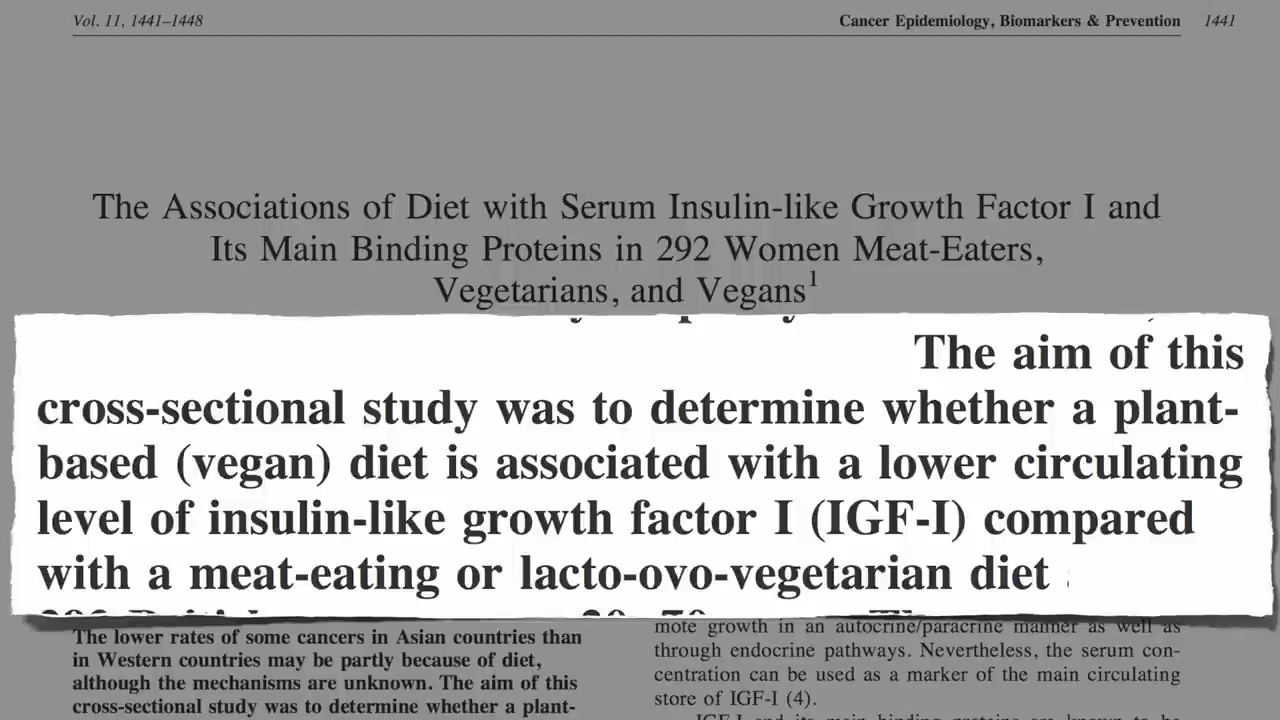 Vol. 11, 1441–1448
Cancer Epidemiology, Biomarkers & Prevention 1441
The Associations of Diet with Serum Insulin-like Growth Factor I and
Its Main Binding Proteins in 292 Women Meat-Eaters,
Vegetarians, and Vegans1
The aim of this
cross-sectional study was to determine whether a plant-
based (vegan) diet is associated with a lower circulating
level of insulin-like growth factor I (IGF-I) compared
with a meat-eating or lacto-ovo-vegetarian diet
The lower rates of some cancers in Asian countries than
in Western countries may be partly because of diet,
although the mechanisms are unknown. The aim of this
cross-sectional study was to determine whether a plant-
mote growth in an autocrine/paracrine manner as well as
through endocrine pathways. Nevertheless, the serum con-
centration can be used as a marker of the main circulating
store of IGF-I (4).